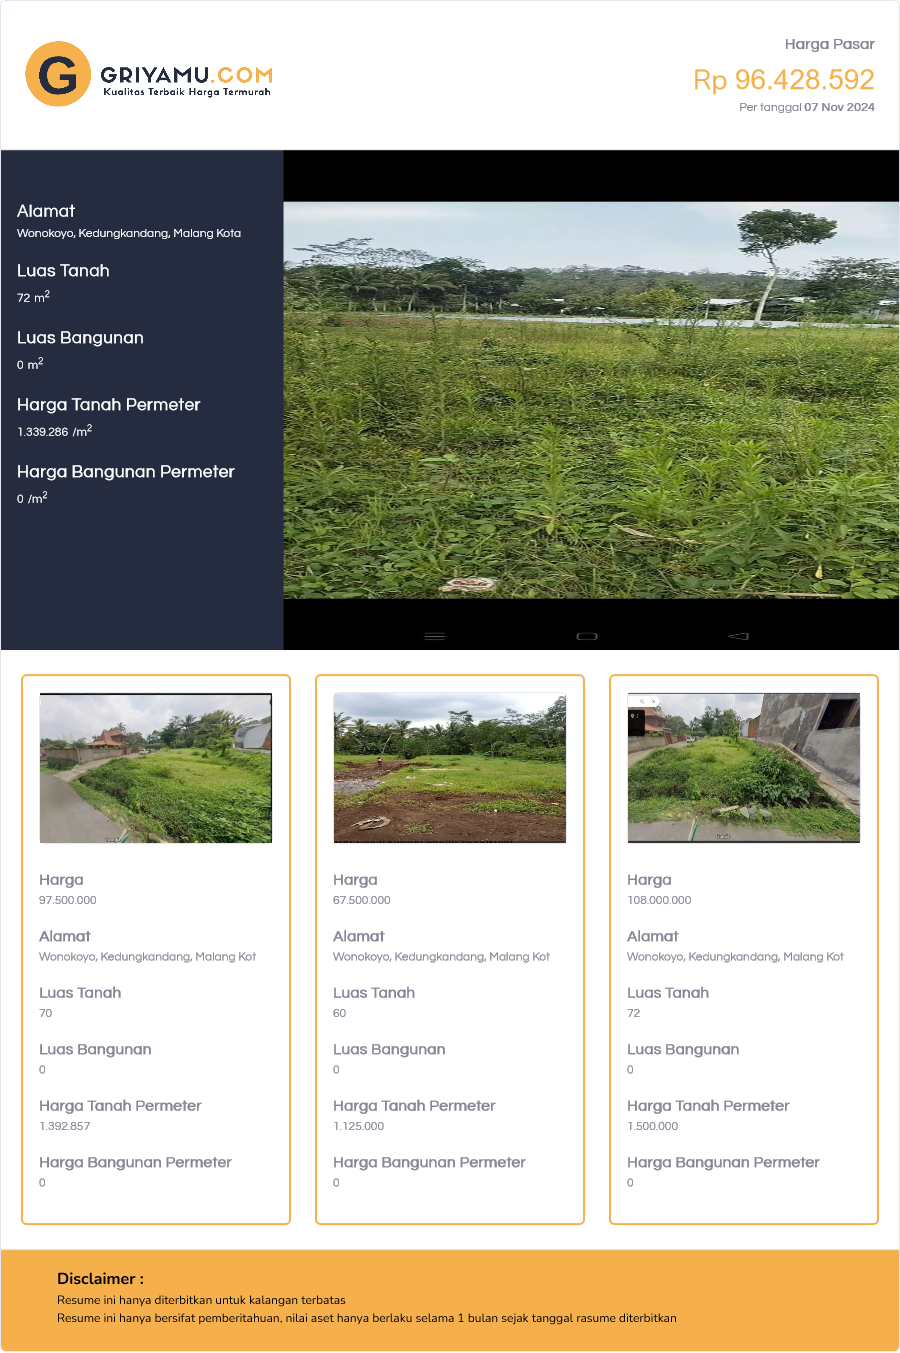 GRIYAMU.COM
Kualitas Terbaik Harga Termurah
Harga Pasar
Rp 96.428.592
Per tanggal 07 Nov 2024
Alamat
Wonokoyo, Kedungkandang, Malang Kota
Luas Tanah
72 m²
Luas Bangunan
0 m²
Harga Tanah Permeter
1.339.286 /m²
Harga Bangunan Permeter
0 /m²
Harga
97.500.000
Alamat
Wonokoyo, Kedungkandang, Malang Kot
Luas Tanah
70
Luas Bangunan
0
Harga Tanah Permeter
1.392.857
Harga Bangunan Permeter
0
Harga
67.500.000
Alamat
Wonokoyo, Kedungkandang, Malang Kot
Luas Tanah
60
Luas Bangunan
0
Harga Tanah Permeter
1.125.000
Harga Bangunan Permeter
0
Harga
108.000.000
Alamat
Wonokoyo, Kedungkandang, Malang Kot
Luas Tanah
72
Luas Bangunan
0
Harga Tanah Permeter
1.500.000
Harga Bangunan Permeter
0
Disclaimer :
Resume ini hanya diterbitkan untuk kalangan terbatas
Resume ini hanya bersifat pemberitahuan, nilai aset hanya berlaku selama 1 bulan sejak tanggal rasume diterbitkan